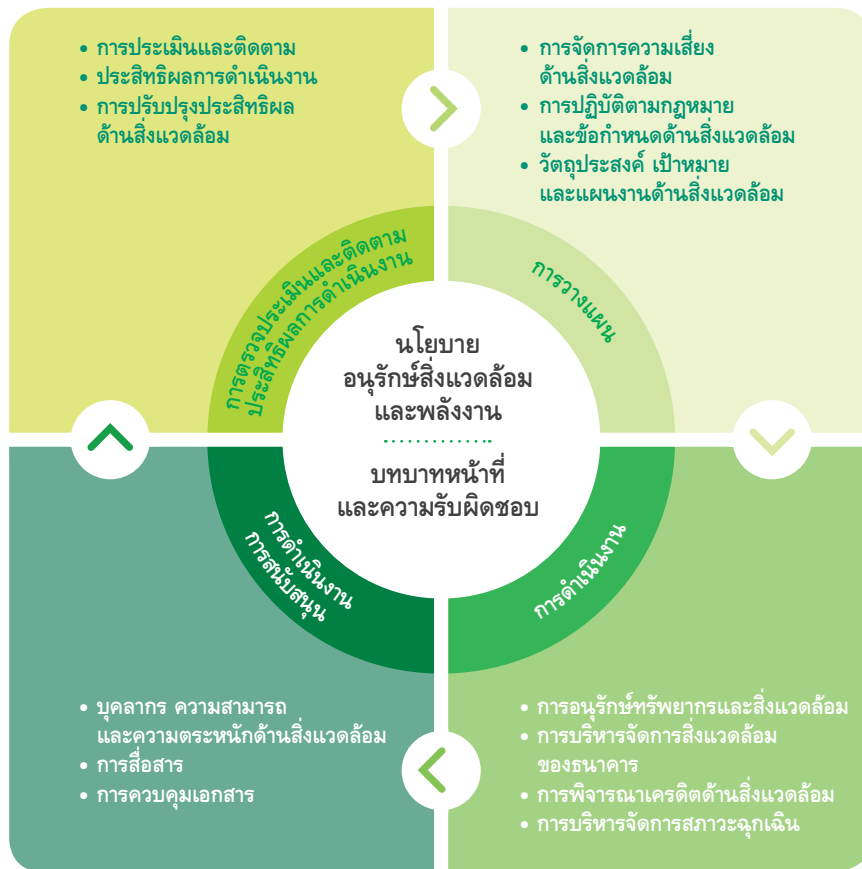 • การประเมินและติดตาม
• ประสิทธิผลการดำเนินงาน
• การปรับปรุงประสิทธิผล
ด้านสิ่งแวดล้อม
• การจัดการความเสี่ยง
ด้านสิ่งแวดล้อม
• การปฏิบัติตามกฎหมาย
และข้อกำหนดด้านสิ่งแวดล้อม
• วัตถุประสงค์ เป้าหมาย
และแผนงานด้านสิ่งแวดล้อม
การตรวจประเมินและติดตาม
ประสิทธิผลการดำเนินงาน
การวางแผน
นโยบาย
อนุรักษ์สิ่งแวดล้อม
และพลังงาน
บทบาทหน้าที่
และความรับผิดชอบ
การดำเนินงาน
การสนับสนุน
การดำเนินงาน
• บุคลากร ความสามารถ
และความตระหนักด้านสิ่งแวดล้อม
• การสื่อสาร
• การควบคุมเอกสาร
• การอนุรักษ์ทรัพยากรและสิ่งแวดล้อม
• การบริหารจัดการสิ่งแวดล้อม
ของธนาคาร
• การพิจารณาเครดิตด้านสิ่งแวดล้อม
• การบริหารจัดการสภาวะฉุกเฉิน